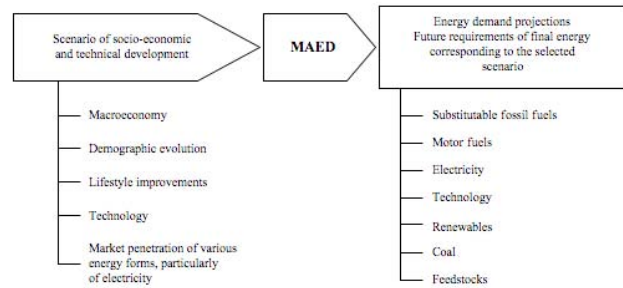 Scenario of socio-economic
and technical development
MAED
Energy demand projections
Future requirements of final energy
corresponding to the selected
scenario
Macroeconomy
Demographic evolution
Lifestyle improvements
Technology
Market penetration of various
energy forms, particularly
of electricity
Substitutable fossil fuels
Motor fuels
Electricity
Technology
Renewables
Coal
Feedstocks